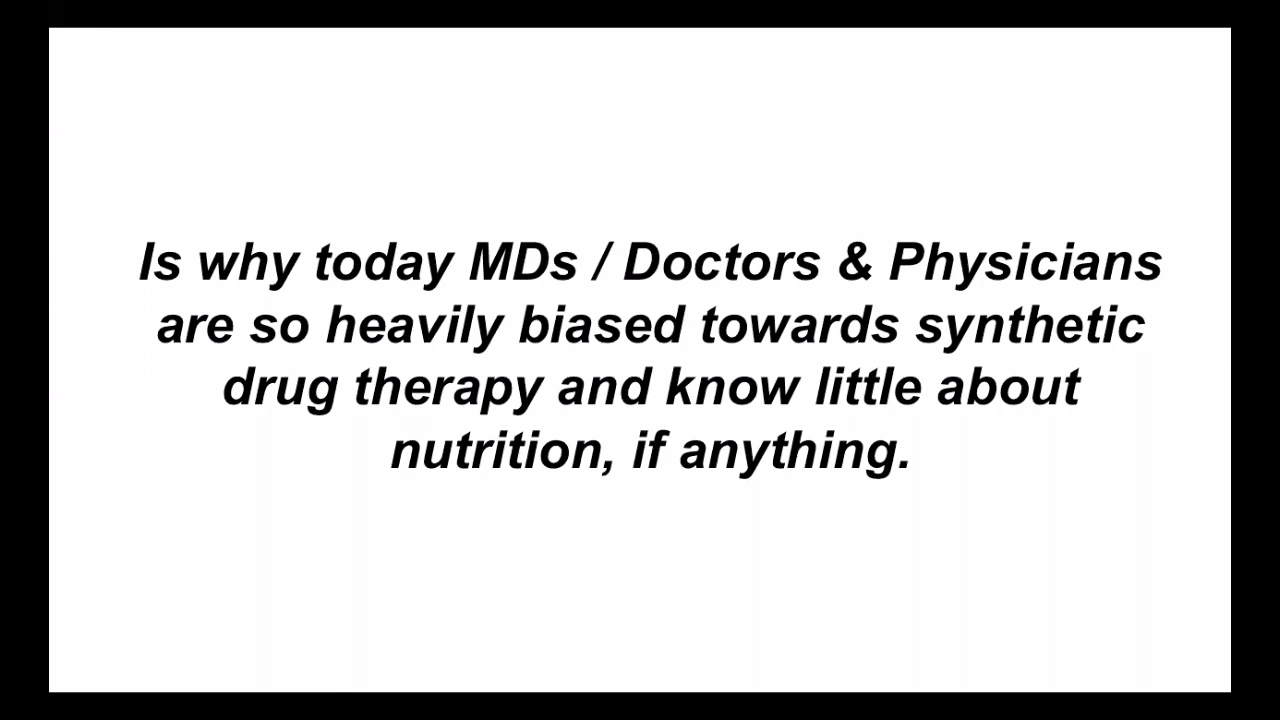 Is why today MDs / Doctors & Physicians
are so heavily biased towards synthetic
drug therapy and know little about
nutrition, if anything.